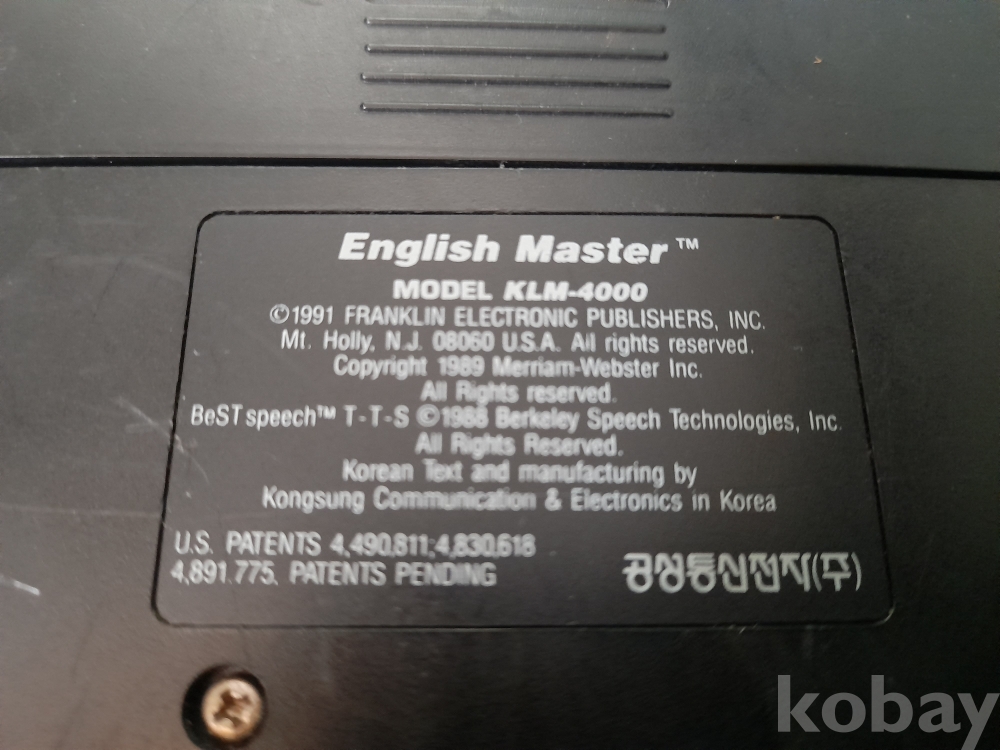 English Master™
MODEL KLM-4000
©1991 FRANKLIN ELECTRONIC PUBLISHERS, INC.
Mt. Holly, N.J. 08060 U.S.A. All rights reserved.
Copyright 1989 Merriam-Webster Inc.
All Rights reserved.
BeSTspeech™ T-T-S ©1988 Berkeley Speech Technologies, Inc.
All Rights Reserved.
Korean Text and manufacturing by
Kongsung Communication & Electronics in Korea
U.S. PATENTS 4,490,811; 4,830,618
4,891,775. PATENTS PENDING
공성통신전자(주)
kobay